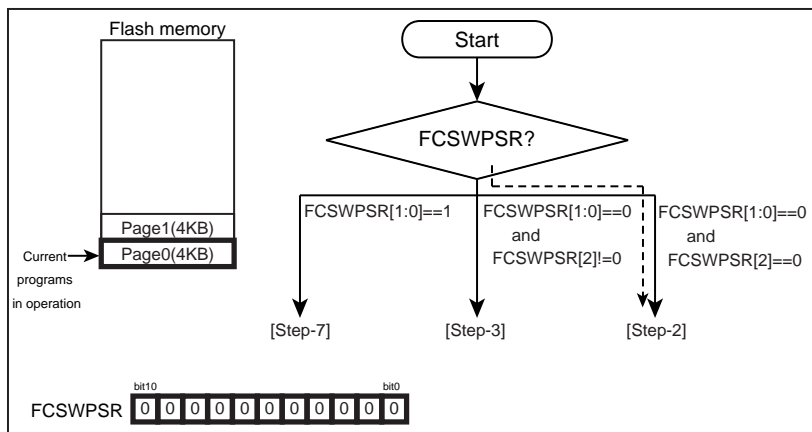 Flash memory
Page1(4KB)
Page0(4KB)
Current
programs
in operation
Start
FCSWPSR?
FCSWPSR[1:0]==1
FCSWPSR[1:0]==0
and
FCSWPSR[2]!=0
FCSWPSR[1:0]==0
and
FCSWPSR[2]==0
[Step-7]
[Step-3]
[Step-2]
bit10
bit0
FCSWPSR 0 0 0 0 0 0 0 0 0 0 0